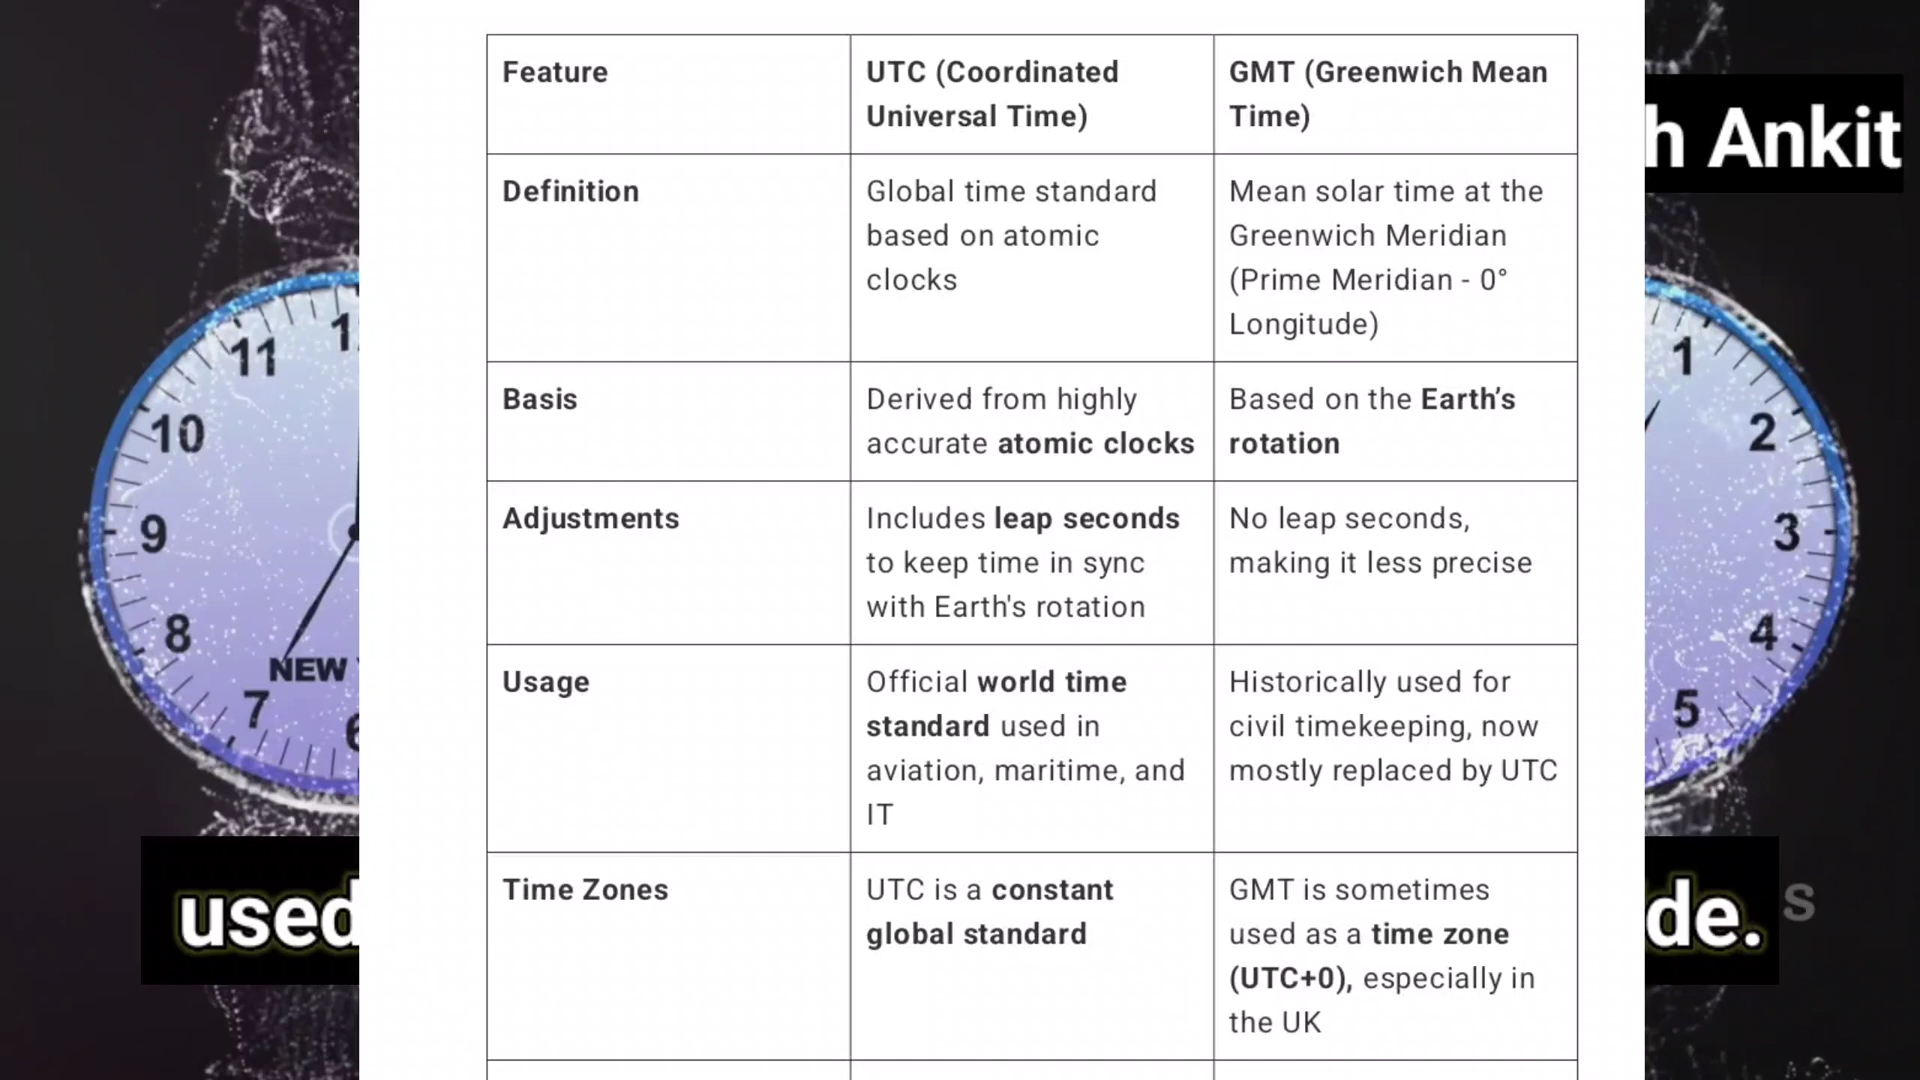 Feature
UTC (Coordinated
Universal Time)
GMT (Greenwich Mean
Time)
Definition
Global time standard
based on atomic
clocks
Mean solar time at the
Greenwich Meridian
(Prime Meridian - 0°
Longitude)
Basis
Derived from highly
accurate atomic clocks
Based on the Earth’s
rotation
Adjustments
Includes leap seconds
to keep time in sync
with Earth's rotation
No leap seconds,
making it less precise
Usage
Official world time
standard used in
aviation, maritime, and
IT
Historically used for
civil timekeeping, now
mostly replaced by UTC
Time Zones
UTC is a constant
global standard
GMT is sometimes
used as a time zone
(UTC+0), especially in
the UK
h Ankit
11
10
9
8
7
NEW
1
2
3
4
5
used
de.
s